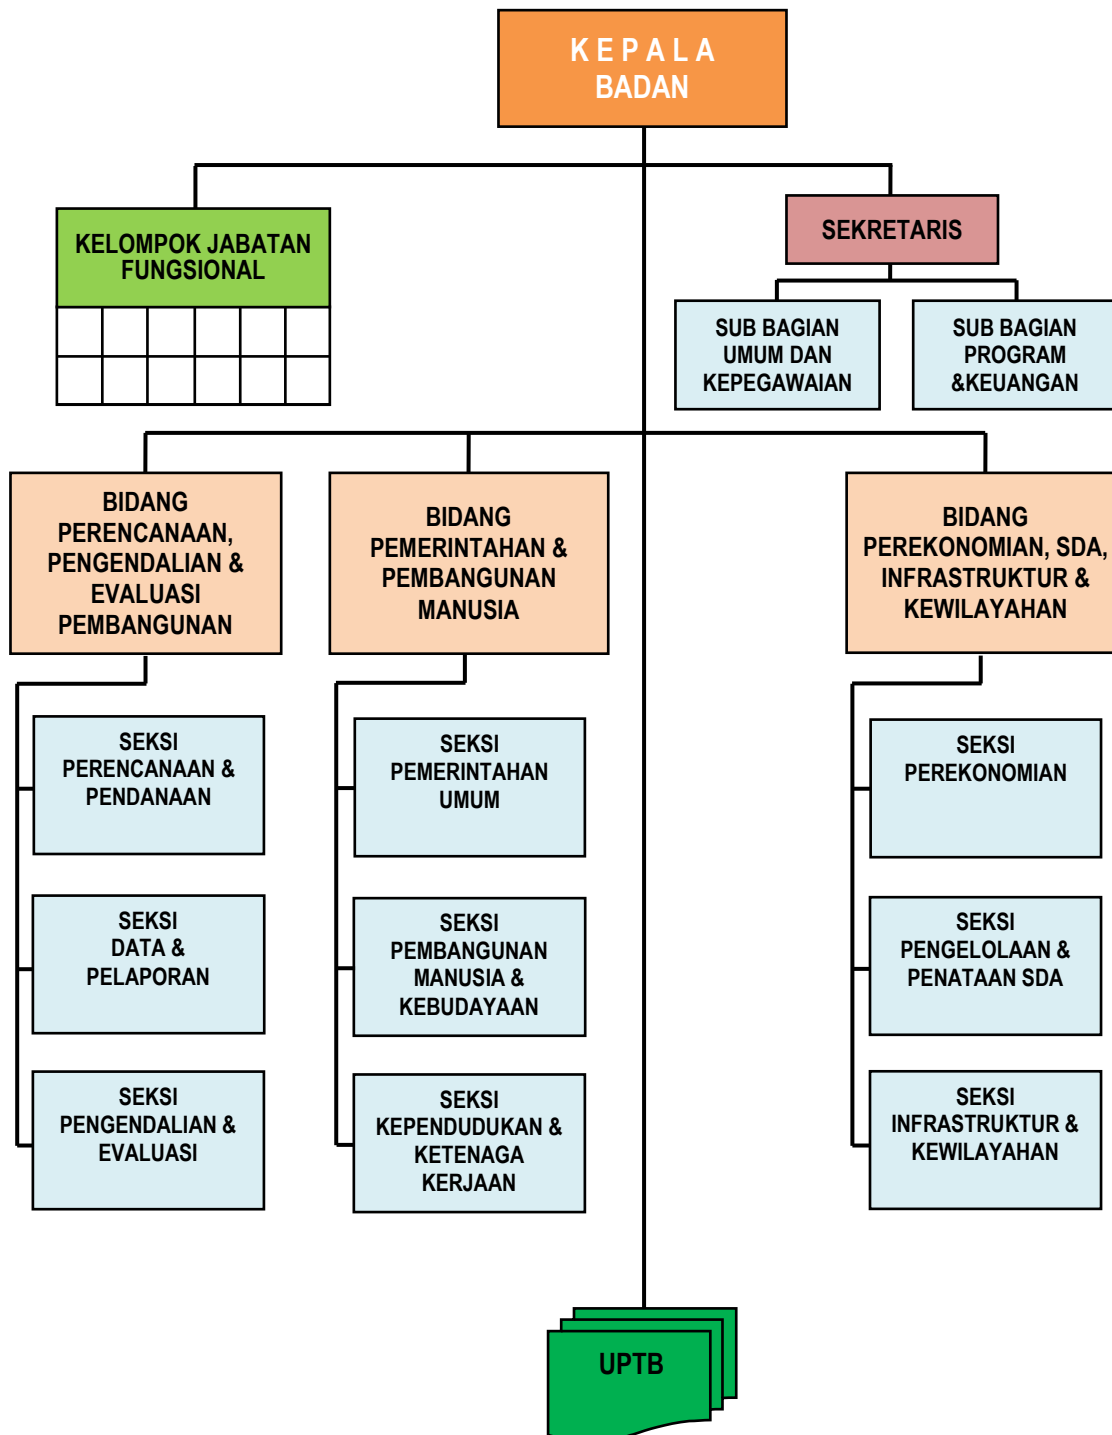 K E P A L A
BADAN
KELOMPOK JABATAN
FUNGSIONAL
SEKRETARIS
SUB BAGIAN
UMUM DAN
KEPEGAWAIAN
SUB BAGIAN
PROGRAM
&KEUANGAN
BIDANG
PERENCANAAN,
PENGENDALIAN &
EVALUASI
PEMBANGUNAN
BIDANG
PEMERINTAHAN &
PEMBANGUNAN
MANUSIA
BIDANG
PEREKONOMIAN, SDA,
INFRASTRUKTUR &
KEWILAYAHAN
SEKSI
PERENCANAAN &
PENDANAAN
SEKSI
PEMERINTAHAN
UMUM
SEKSI
PEREKONOMIAN
SEKSI
DATA &
PELAPORAN
SEKSI
PEMBANGUNAN
MANUSIA &
KEBUDAYAAN
SEKSI
PENGELOLAAN &
PENATAAN SDA
SEKSI
PENGENDALIAN &
EVALUASI
SEKSI
KEPENDUDUKAN &
KETENAGA
KERJAAN
SEKSI
INFRASTRUKTUR &
KEWILAYAHAN
UPTB